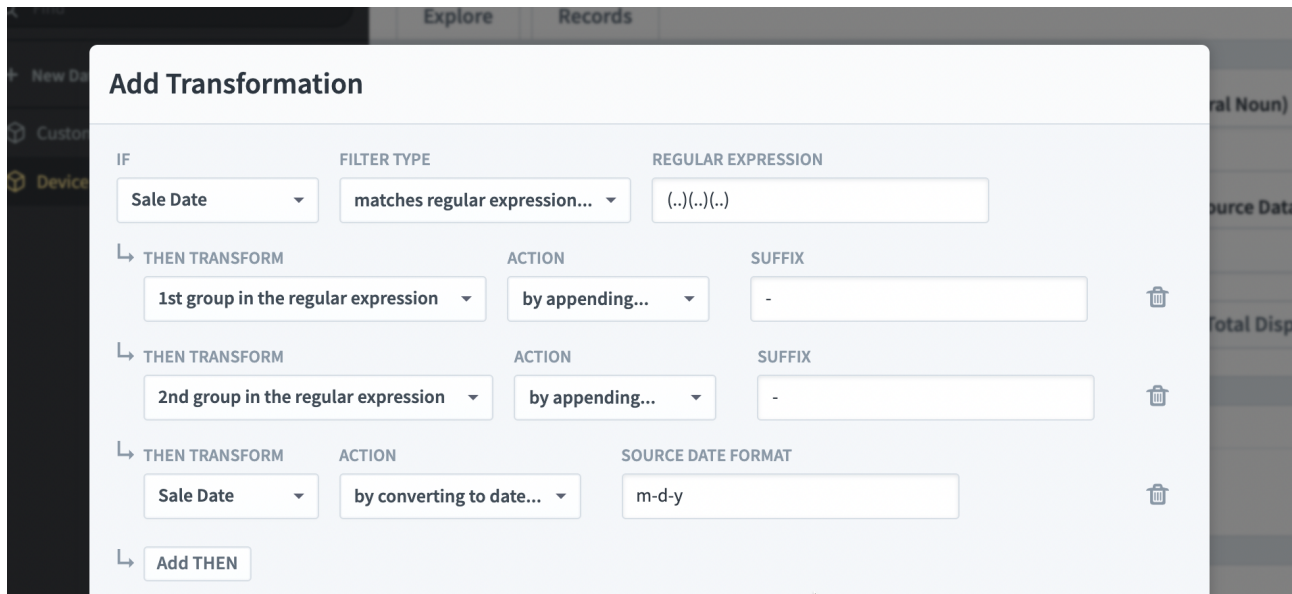 Find
Explore Records
+ New Da
Custon
Device
ral Noun)
ource Data
Total Disp
Add Transformation
IF FILTER TYPE REGULAR EXPRESSION
Sale Date matches regular expression... (..)(..)(..)
THEN TRANSFORM ACTION SUFFIX
1st group in the regular expression by appending... -
THEN TRANSFORM ACTION SUFFIX
2nd group in the regular expression by appending... -
THEN TRANSFORM ACTION SOURCE DATE FORMAT
Sale Date by converting to date... m-d-y
Add THEN